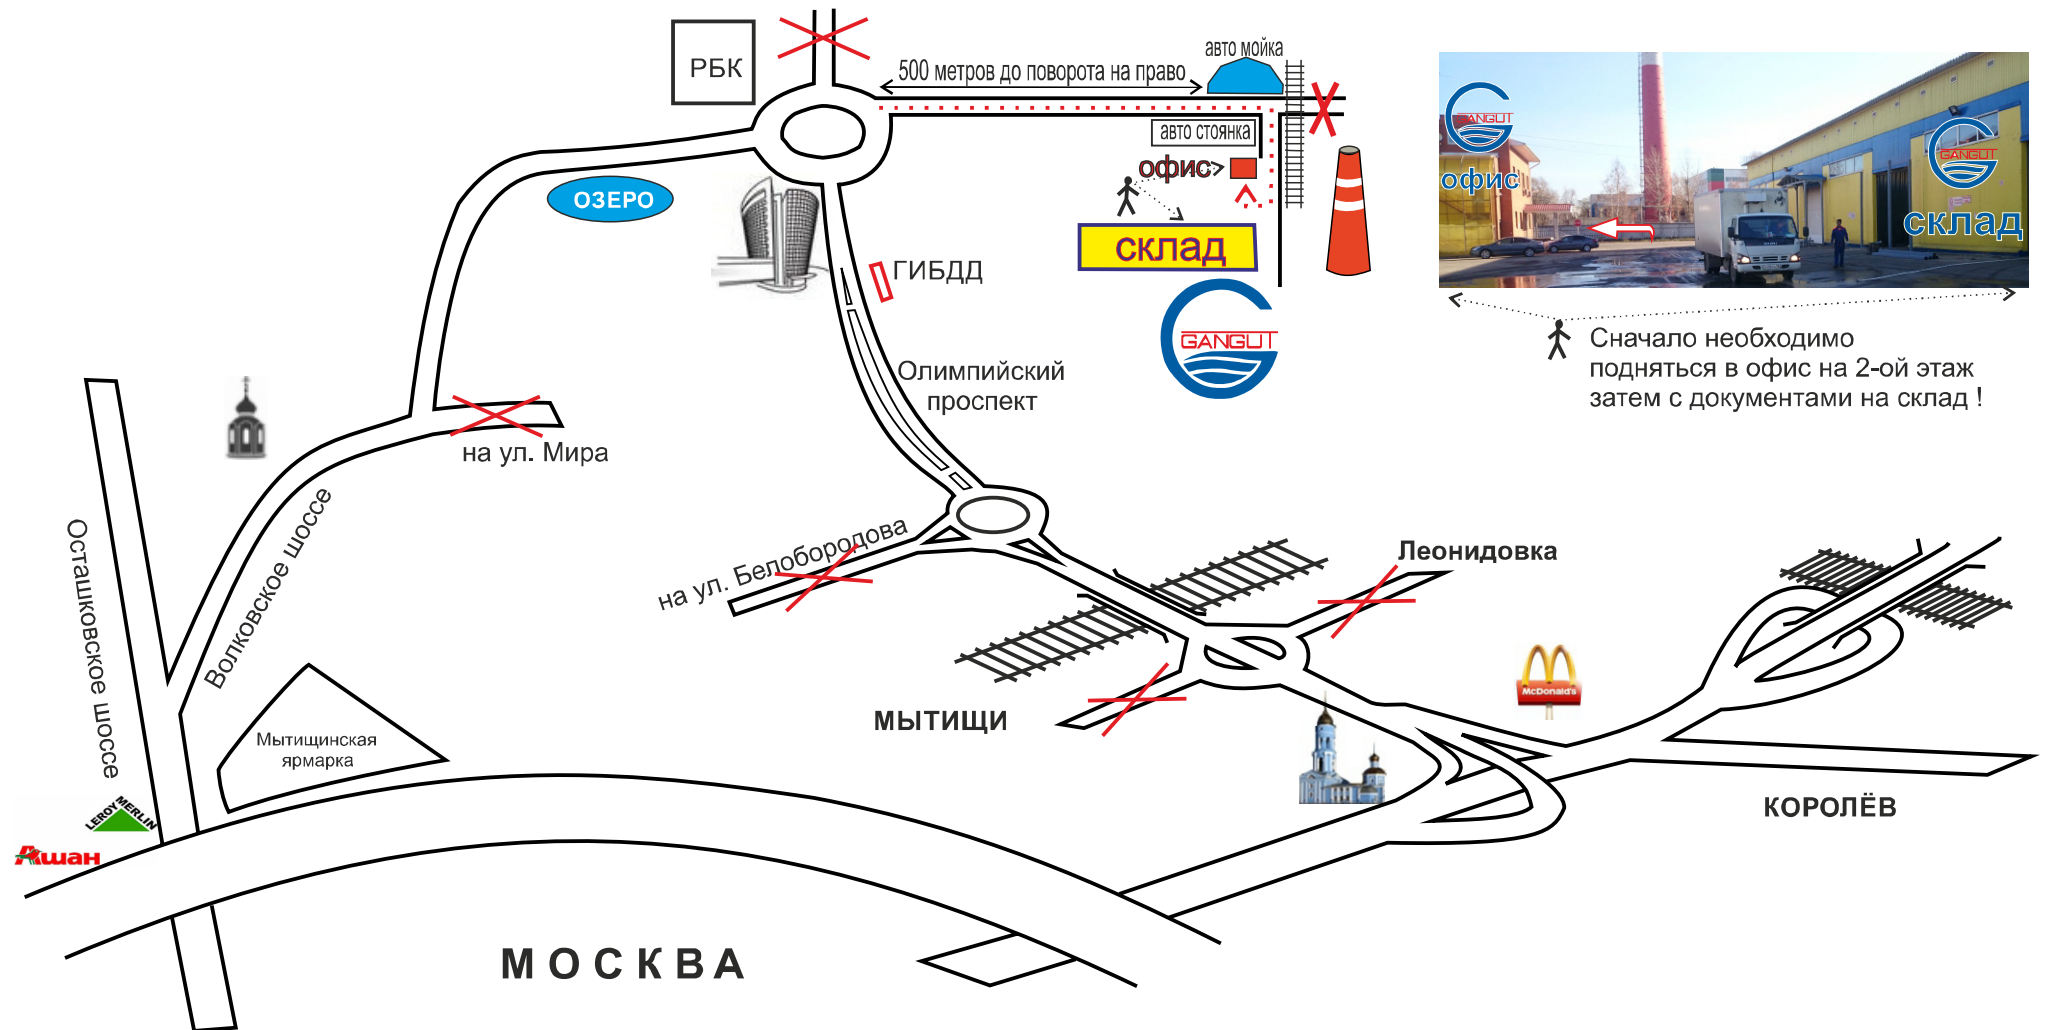 РБК
500 метров до поворота на право
авто мойка
авто стоянка
офис
склад
GANGUT
ОЗЕРО
ГИБДД
Олимпийский
проспект
GANGUT
офис
GANGUT
склад
Сначало необходимо
подняться в офис на 2-ой этаж
затем с документами на склад !
на ул. Мира
Осташковское шоссе
Волковское шоссе
на ул. Белобородова
Леонидовка
МЫТИЩИ
McDonald's
КОРОЛЁВ
Мытищинская
ярмарка
LEROY MERLIN
Ашан
МОСКВА